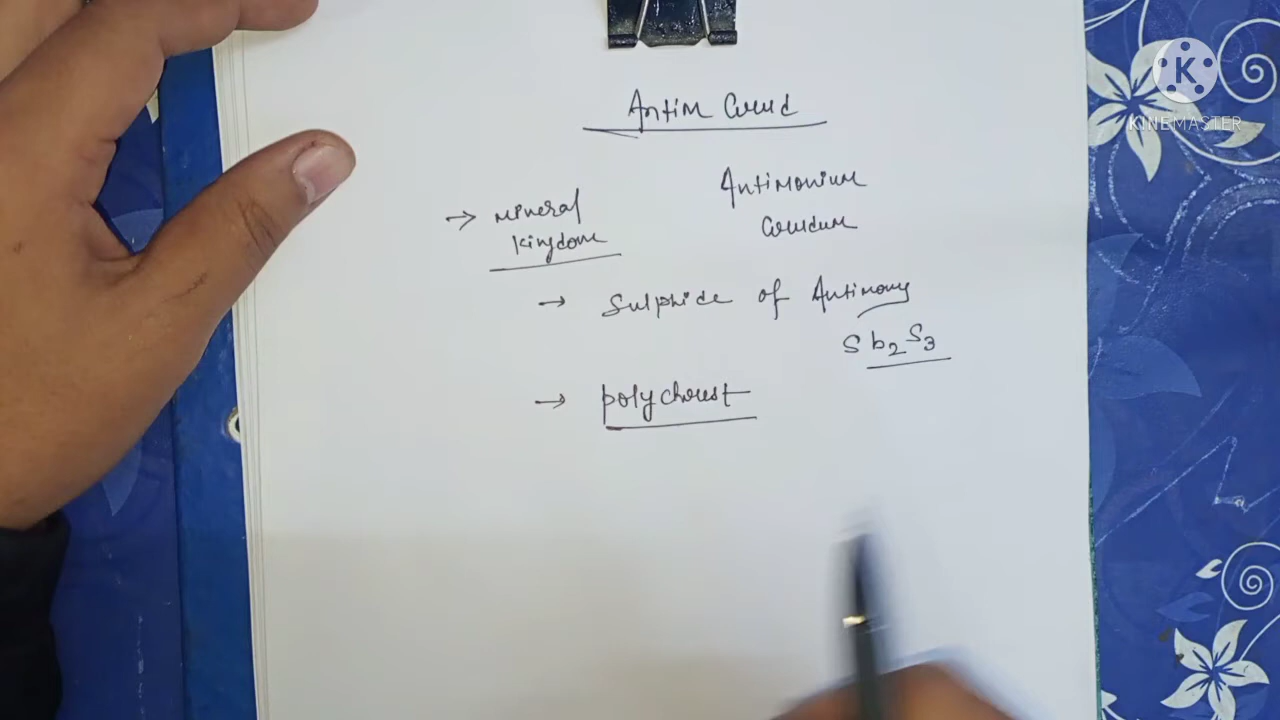 Antim Crud
→ Mineral Kingdom
Antimonium Crudum
→ Sulphide of Antimony
Sb2S3
→ polychrest
K
KINEMASTER